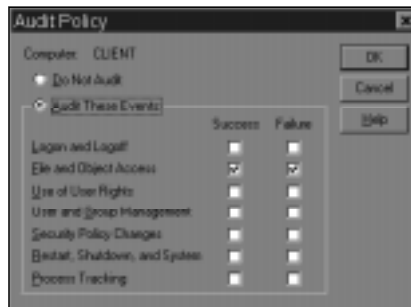 Audit Policy
Computer: CLIENT
OK
Do Not Audit
Cancel
Audit These Events:
Help
Success Failure
Logon and Logoff
File and Object Access
Use of User Rights
User and Group Management
Security Policy Changes
Restart, Shutdown, and System
Process Tracking